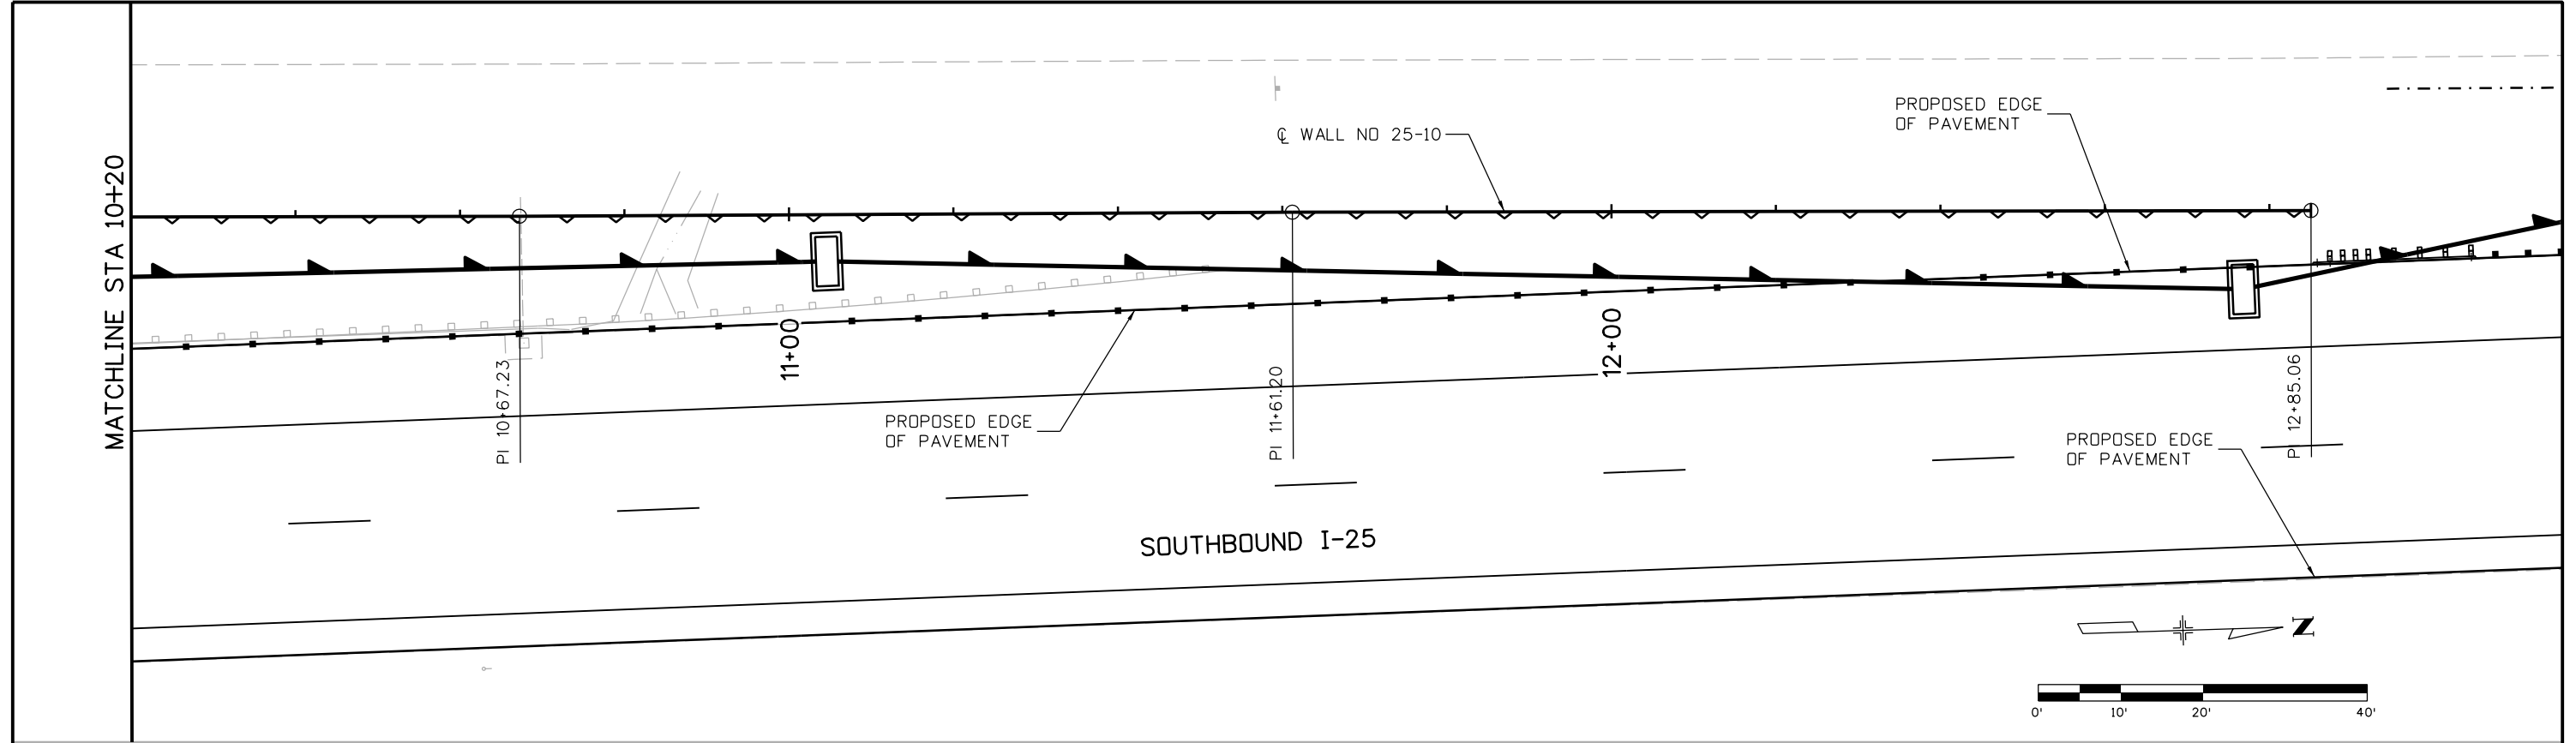 MATCHLINE STA 10+20
℄ WALL NO 25-10
PROPOSED EDGE
OF PAVEMENT
PI 10+67.23
11+00
PROPOSED EDGE
OF PAVEMENT
PI 11+61.20
12+00
PI 12+85.06
PROPOSED EDGE
OF PAVEMENT
SOUTHBOUND I-25
N
0' 10' 20' 40'